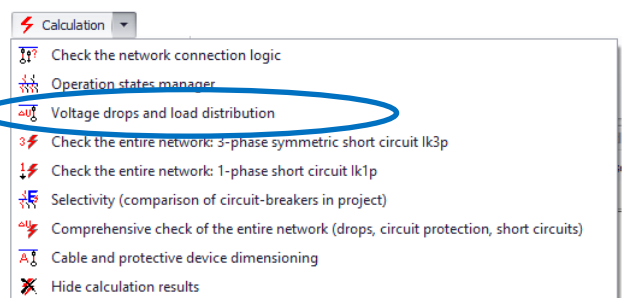 Calculation
Check the network connection logic
Operation states manager
Voltage drops and load distribution
Check the entire network: 3-phase symmetric short circuit Ik3p
Check the entire network: 1-phase short circuit Ik1p
Selectivity (comparison of circuit-breakers in project)
Comprehensive check of the entire network (drops, circuit protection, short circuits)
Cable and protective device dimensioning
Hide calculation results